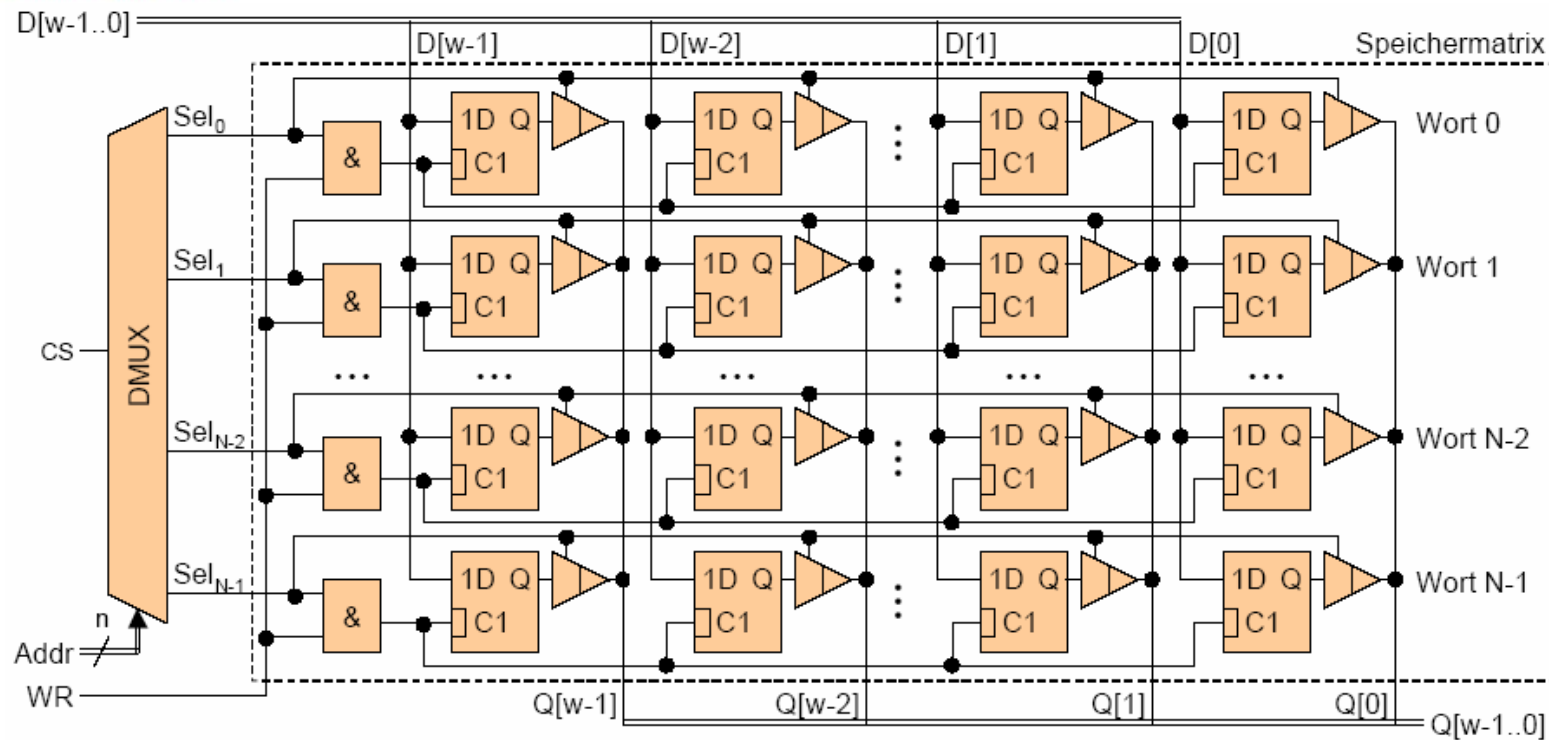 D[w-1..0]
D[w-1] D[w-2] D[1] D[0] Speichermatrix
Sel0 1D Q 1D Q 1D Q 1D Q Wort 0
& C1 C1 C1 C1
Sel1 1D Q 1D Q 1D Q 1D Q Wort 1
& C1 C1 C1 C1
CS DMUX
... ... ... ... ...
SelN-2 1D Q 1D Q 1D Q 1D Q Wort N-2
& C1 C1 C1 C1
SelN-1 1D Q 1D Q 1D Q 1D Q Wort N-1
n & C1 C1 C1 C1
Addr
WR
Q[w-1] Q[w-2] Q[1] Q[0]
Q[w-1..0]